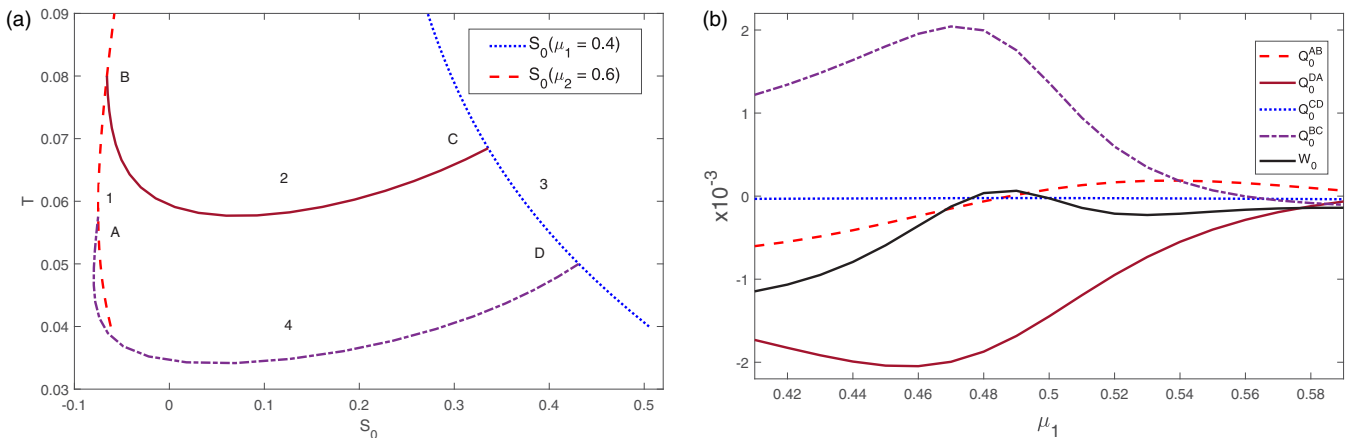 (a)
0.09
0.08
0.07
0.06
0.05
0.04
0.03
T
-0.1
0
0.1
0.2
0.3
0.4
0.5
S₀
S₀(μ₁ = 0.4)
S₀(μ₂ = 0.6)
B
C
2
3
1
A
D
4
(b)
2
1
0
-1
-2
x10⁻³
0.42
0.44
0.46
0.48
0.5
0.52
0.54
0.56
0.58
μ₁
Q₀ᴬᴮ
Q₀ᴰᴬ
Q₀ᶜᴰ
Q₀ᴮᶜ
W₀